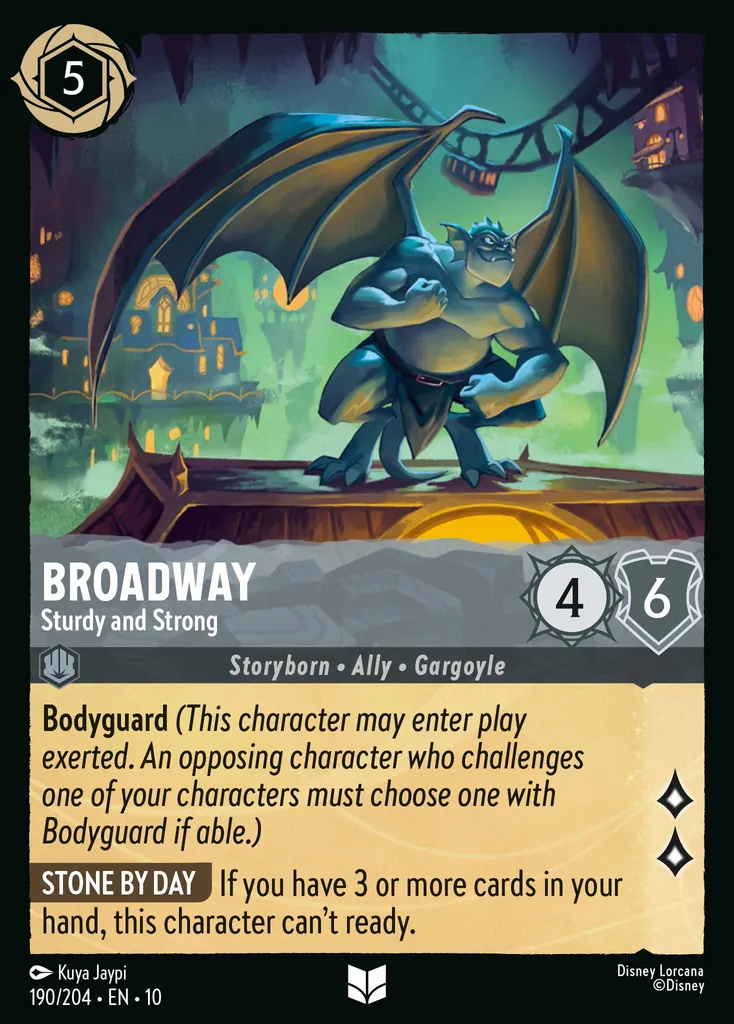 5
BROADWAY
Sturdy and Strong
4
6
Storyborn • Ally • Gargoyle
Bodyguard (This character may enter play
exerted. An opposing character who challenges
one of your characters must choose one with
Bodyguard if able.)
STONE BY DAY If you have 3 or more cards in your
hand, this character can't ready.
Kuya Jaypi
190/204 • EN • 10
Disney Lorcana
©Disney